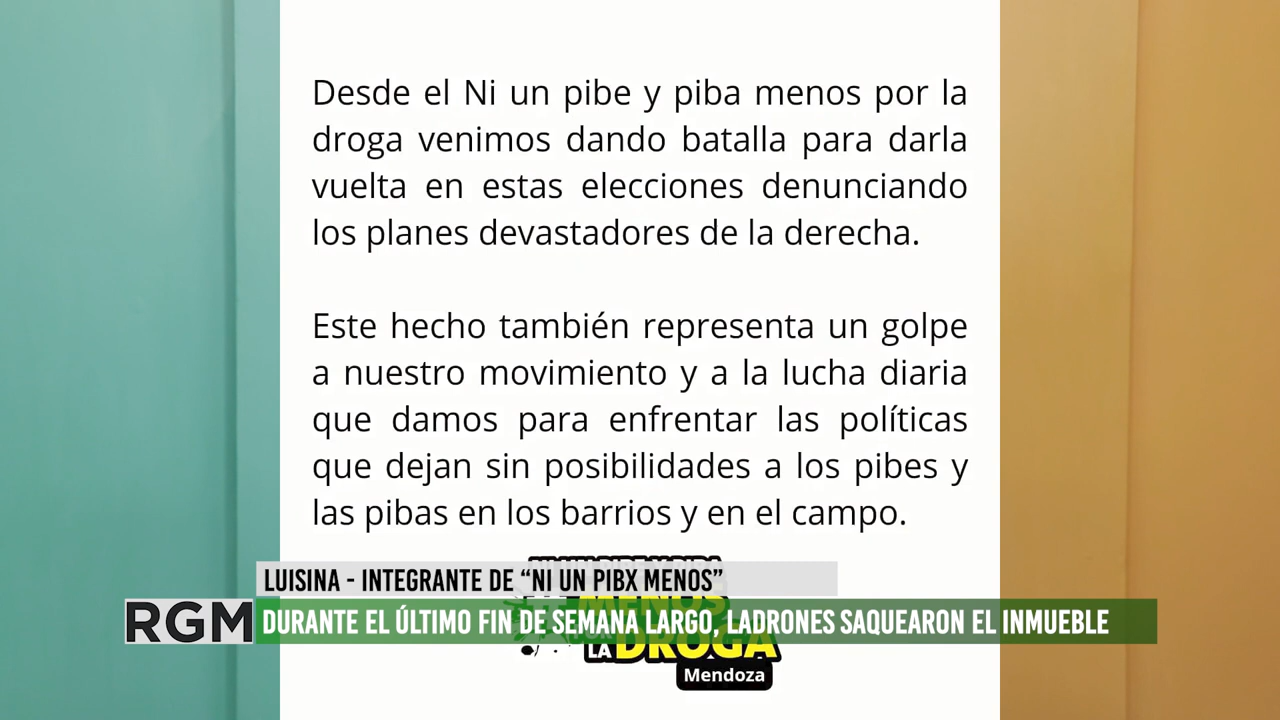 Desde el Ni un pibe y piba menos por la
droga venimos dando batalla para darla
vuelta en estas elecciones denunciando
los planes devastadores de la derecha.
Este hecho también representa un golpe
a nuestro movimiento y a la lucha diaria
que damos para enfrentar las políticas
que dejan sin posibilidades a los pibes y
las pibas en los barrios y en el campo.
LUISINA - INTEGRANTE DE “NI UN PIBX MENOS”
RGM
DURANTE EL ÚLTIMO FIN DE SEMANA LARGO, LADRONES SAQUEARON EL INMUEBLE
MENOS
LA DROGA
Mendoza